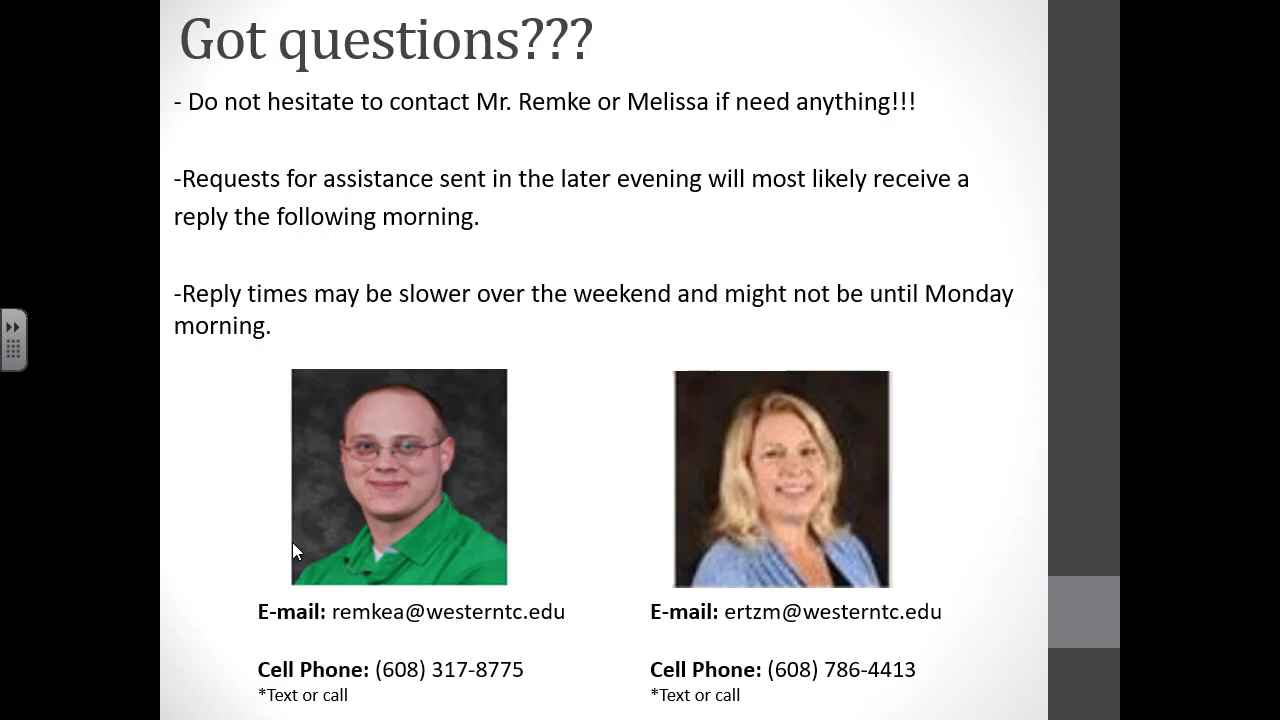 Got questions???
- Do not hesitate to contact Mr. Remke or Melissa if need anything!!!
-Requests for assistance sent in the later evening will most likely receive a
reply the following morning.
-Reply times may be slower over the weekend and might not be until Monday
morning.
E-mail: remkea@westerntc.edu
Cell Phone: (608) 317-8775
*Text or call
E-mail: ertzm@westerntc.edu
Cell Phone: (608) 786-4413
*Text or call